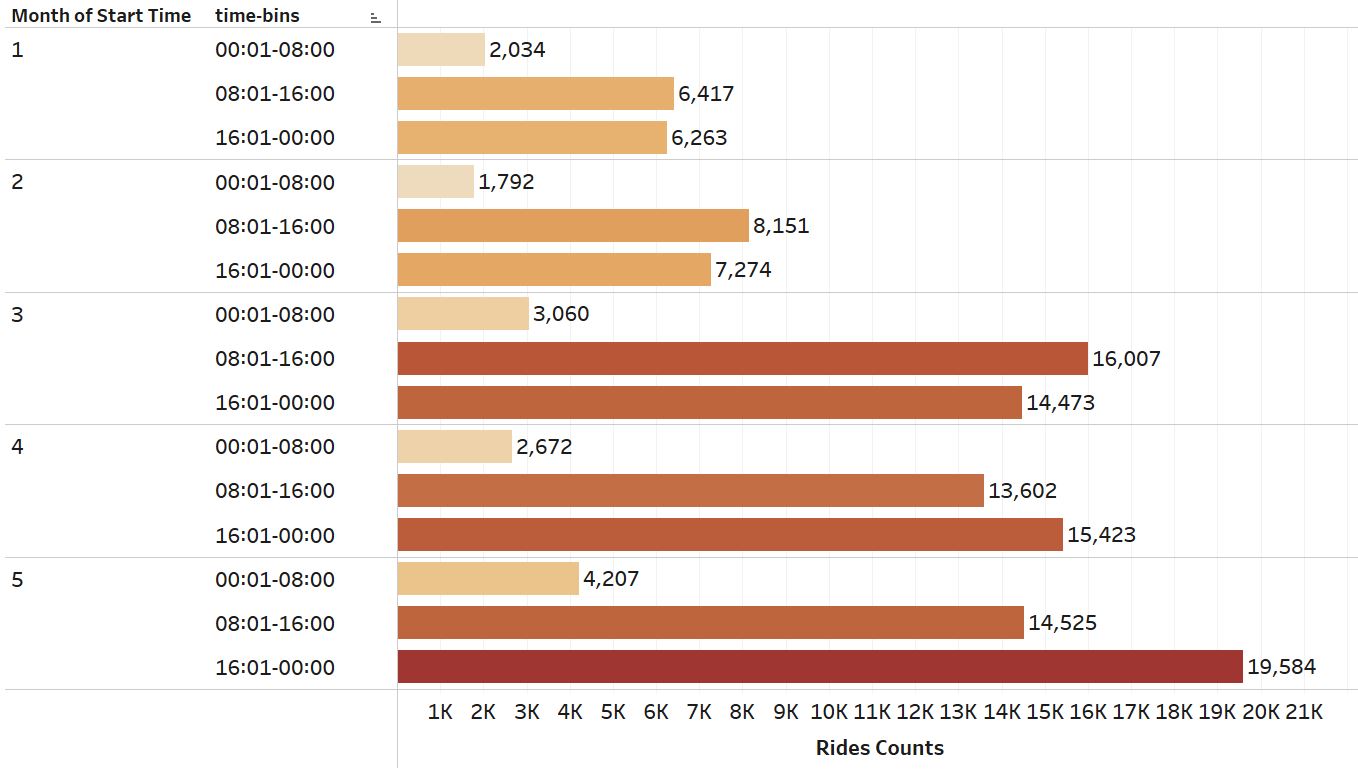 Month of Start Time time-bins
1 00:01-08:00 2,034
08:01-16:00 6,417
16:01-00:00 6,263
2 00:01-08:00 1,792
08:01-16:00 8,151
16:01-00:00 7,274
3 00:01-08:00 3,060
08:01-16:00 16,007
16:01-00:00 14,473
4 00:01-08:00 2,672
08:01-16:00 13,602
16:01-00:00 15,423
5 00:01-08:00 4,207
08:01-16:00 14,525
16:01-00:00 19,584
1K 2K 3K 4K 5K 6K 7K 8K 9K 10K 11K 12K 13K 14K 15K 16K 17K 18K 19K 20K 21K
Rides Counts